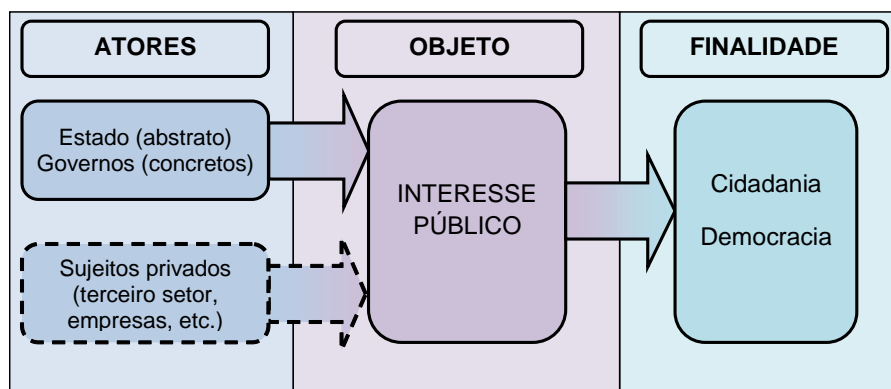 ATORES
OBJETO
FINALIDADE
Estado (abstrato)
Governos (concretos)
Sujeitos privados
(terceiro setor,
empresas, etc.)
INTERESSE
PÚBLICO
Cidadania
Democracia